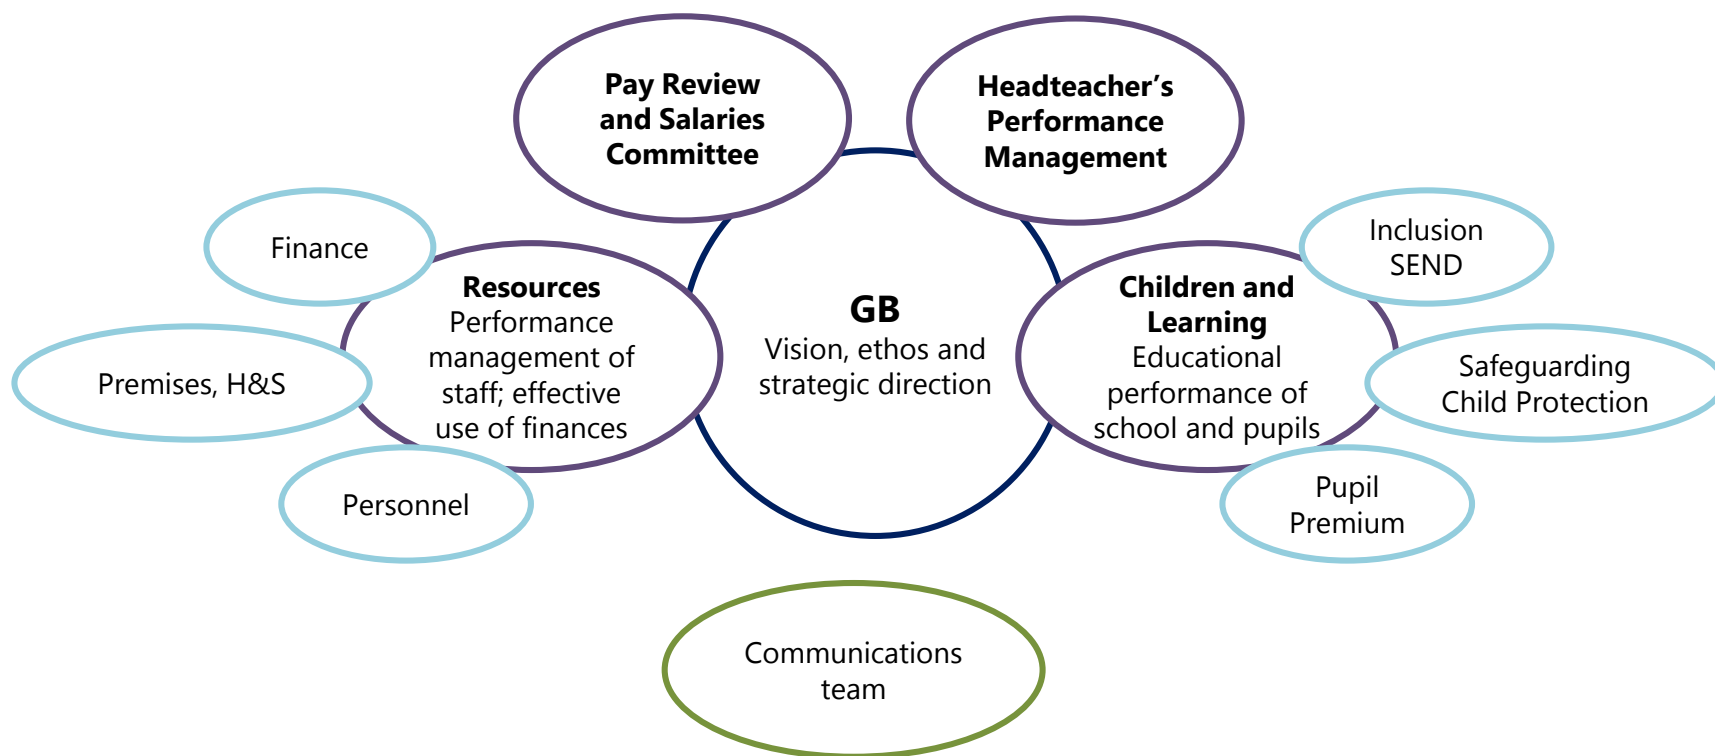 Pay Review
and Salaries
Committee
Headteacher’s
Performance
Management
Finance
Inclusion
SEND
Resources
Performance
management of
staff; effective
use of finances
GB
Vision, ethos and
strategic direction
Children and
Learning
Educational
performance of
school and pupils
Premises, H&S
Safeguarding
Child Protection
Personnel
Pupil
Premium
Communications
team